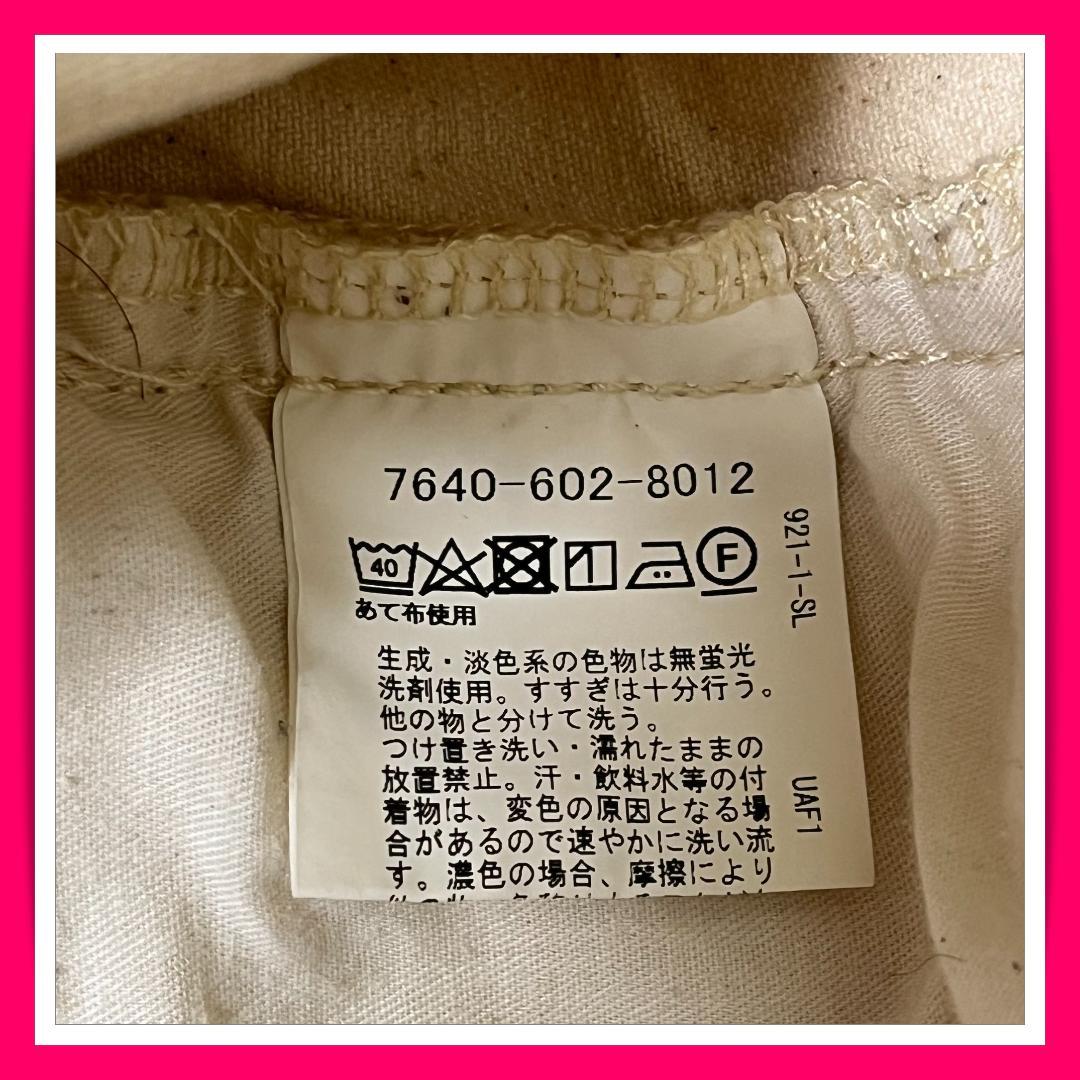 7640-602-8012
40
F
あて布使用
生成・淡色系の色物は無蛍光
洗剤使用。すすぎは十分行う。
他の物と分けて洗う。
つけ置き洗い・濡れたままの
放置禁止。汗・飲料水等の付
着物は、変色の原因となる場
合があるので速やかに洗い流
す。濃色の場合、摩擦により
921-1-SL
UAF1